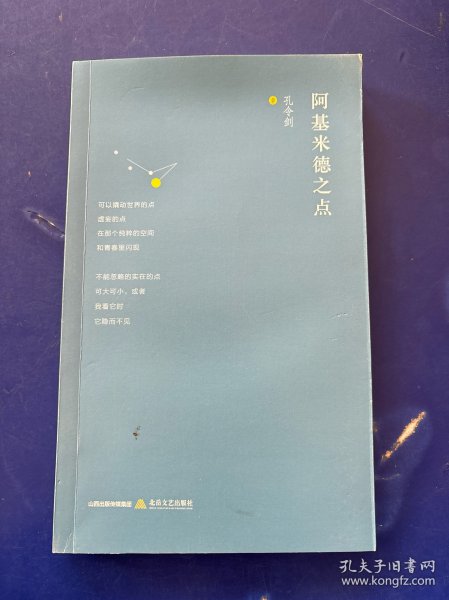 阿基米德之点
孔令剑 著
可以撬动世界的点
虚妄的点
在那个纯粹的空间
和青春里闪现
不能忽略的实在的点
可大可小，或者
我看它时
它隐而不见
山西出版传媒集团 北岳文艺出版社
孔夫子旧书网
www.kongfz.com